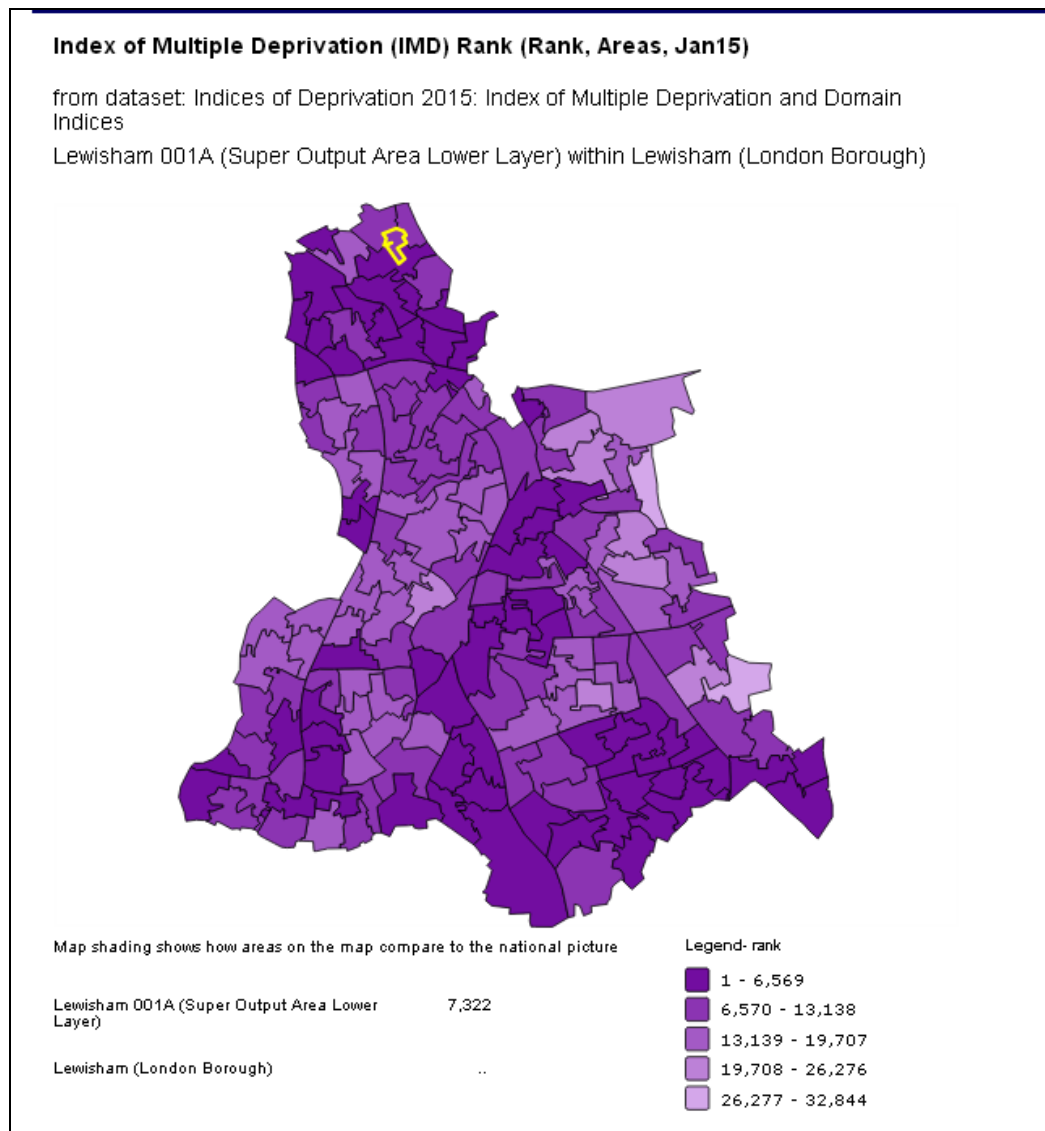 Index of Multiple Deprivation (IMD) Rank (Rank, Areas, Jan15)
from dataset: Indices of Deprivation 2015: Index of Multiple Deprivation and Domain
Indices
Lewisham 001A (Super Output Area Lower Layer) within Lewisham (London Borough)
Map shading shows how areas on the map compare to the national picture
Lewisham 001A (Super Output Area Lower
Layer)
7,322
Lewisham (London Borough)
..
Legend- rank
1 - 6,569
6,570 - 13,138
13,139 - 19,707
19,708 - 26,276
26,277 - 32,844